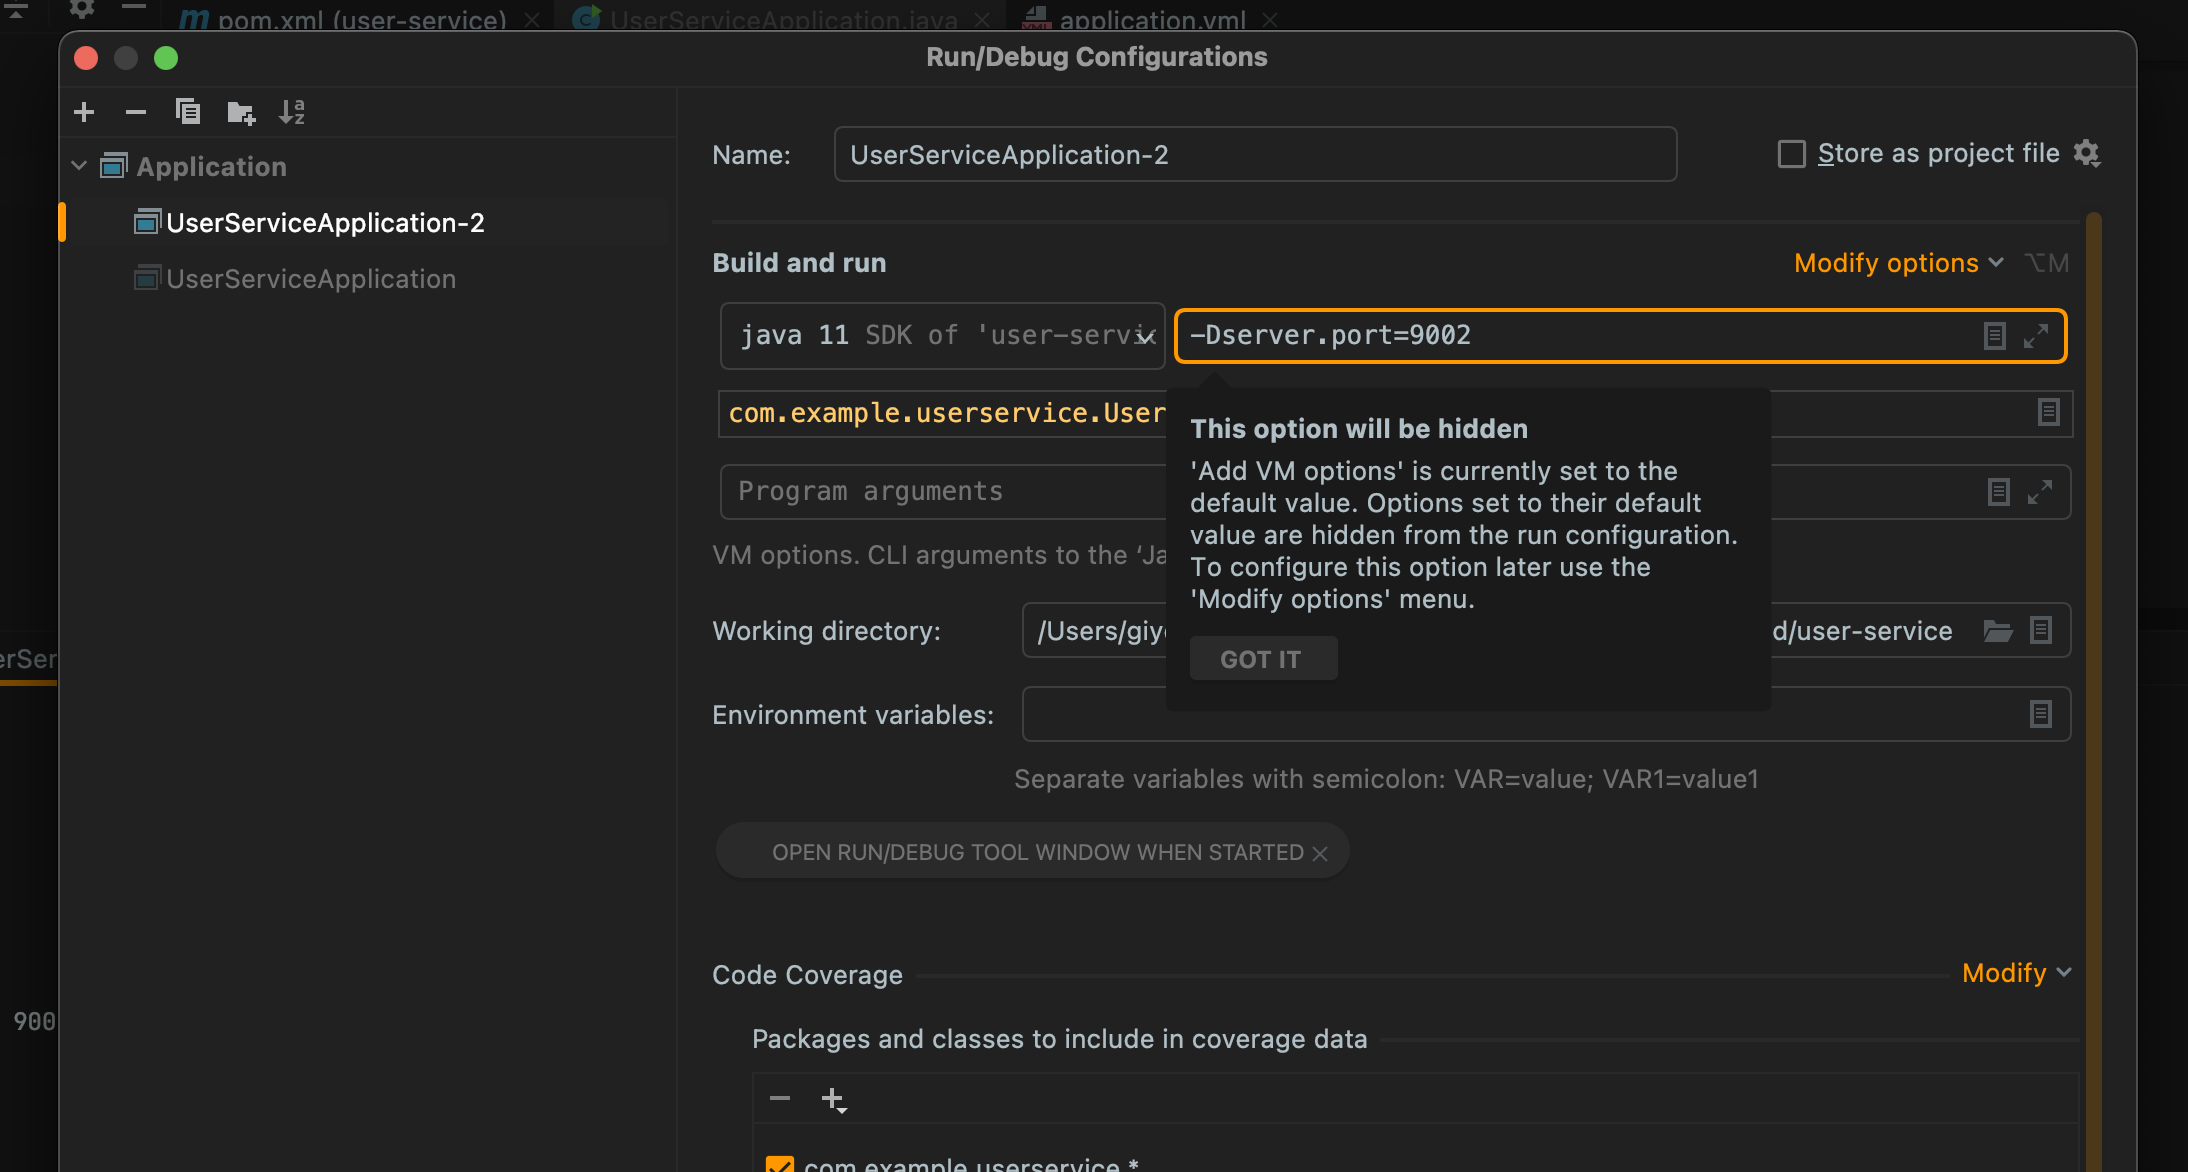 pom.xml (user-service)
UserServiceApplication.java
application.yml
Run/Debug Configurations
Application
UserServiceApplication-2
UserServiceApplication
Name:
UserServiceApplication-2
Store as project file
Build and run
Modify options
⌥M
java 11 SDK of 'user-servic
-Dserver.port=9002
com.example.userservice.User
This option will be hidden
'Add VM options' is currently set to the
default value. Options set to their default
value are hidden from the run configuration.
To configure this option later use the
'Modify options' menu.
GOT IT
Program arguments
VM options. CLI arguments to the ‘Ja
Working directory:
/Users/giy
d/user-service
Environment variables:
Separate variables with semicolon: VAR=value; VAR1=value1
OPEN RUN/DEBUG TOOL WINDOW WHEN STARTED
Code Coverage
Modify
Packages and classes to include in coverage data
com.example.userservice.*
erSer
900